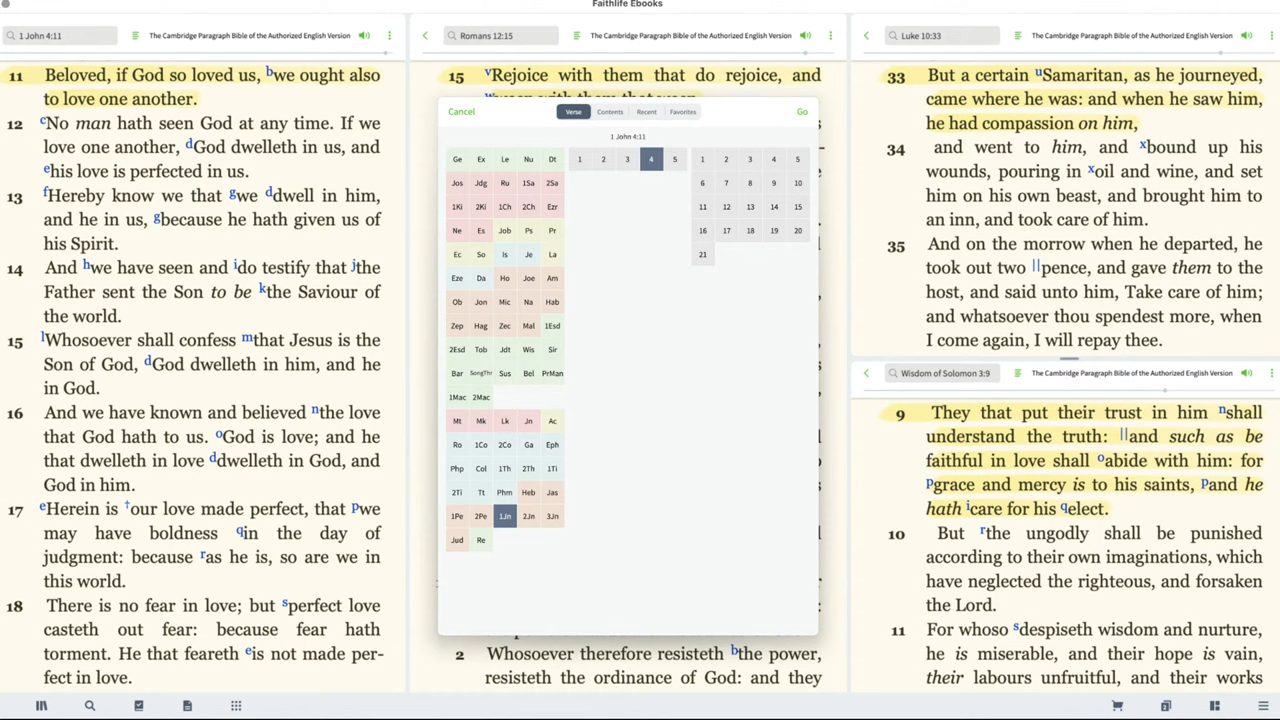 Faithlife Ebooks
1 John 4:11
The Cambridge Paragraph Bible of the Authorized English Version
11 Beloved, if God so loved us, bwe ought also
to love one another.
12 cNo man hath seen God at any time. If we
love one another, dGod dwelleth in us, and
ehis love is perfected in us.
13 fHereby know we that gwe ddwell in him,
and he in us, gbecause he hath given us of
his Spirit.
14 And hwe have seen and ido testify that jthe
Father sent the Son to be kthe Saviour of
the world.
15 lWhosoever shall confess mthat Jesus is the
Son of God, dGod dwelleth in him, and he
in God.
16 And we have known and believed nthe love
that God hath to us. oGod is love; and he
that dwelleth in love ddwelleth in God, and
God in him.
17 eHerein is †our love made perfect, that pwe
may have boldness qin the day of
judgment: because ras he is, so are we in
this world.
18 There is no fear in love; but sperfect love
casteth out fear: because fear hath
torment. He that feareth eis not made per-
fect in love.
Romans 12:15
The Cambridge Paragraph Bible of the Authorized English Version
15 vRejoice with them that do rejoice, and
Cancel Verse Contents Recent Favorites Go
1 John 4:11
Ge Ex Le Nu Dt 1 2 3 4 5 1 2 3 4 5
Jos Jdg Ru 1Sa 2Sa 6 7 8 9 10
1Ki 2Ki 1Ch 2Ch Ezr 11 12 13 14 15
Ne Es Job Ps Pr 16 17 18 19 20
Ec So Is Je La 21
Eze Da Ho Joe Am
Ob Jon Mic Na Hab
Zep Hag Zec Mal 1Esd
2Esd Tob Jdt Wis Sir
Bar SongThr Sus Bel PrMan
1Mac 2Mac
Mt Mk Lk Jn Ac
Ro 1Co 2Co Ga Eph
Php Col 1Th 2Th 1Ti
2Ti Tt Phm Heb Jas
1Pe 2Pe 1Jn 2Jn 3Jn
Jud Re
2 Whosoever therefore resisteth bthe power,
resisteth the ordinance of God: and they
Luke 10:33
The Cambridge Paragraph Bible of the Authorized English Version
33 But a certain uSamaritan, as he journeyed,
came where he was: and when he saw him,
he had compassion on him,
34 and went to him, and xbound up his
wounds, pouring in xoil and wine, and set
him on his own beast, and brought him to
an inn, and took care of him.
35 And on the morrow when he departed, he
took out two ||pence, and gave them to the
host, and said unto him, Take care of him;
and whatsoever thou spendest more, when
I come again, I will repay thee.
Wisdom of Solomon 3:9
The Cambridge Paragraph Bible of the Authorized English Version
9 They that put their trust in him nshall
understand the truth: ||and such as be
faithful in love shall oabide with him: for
pgrace and mercy is to his saints, pand he
hath icare for his qelect.
10 But rthe ungodly shall be punished
according to their own imaginations, which
have neglected the righteous, and forsaken
the Lord.
11 For whoso sdespiseth wisdom and nurture,
he is miserable, and their hope is vain,
their labours unfruitful, and their works